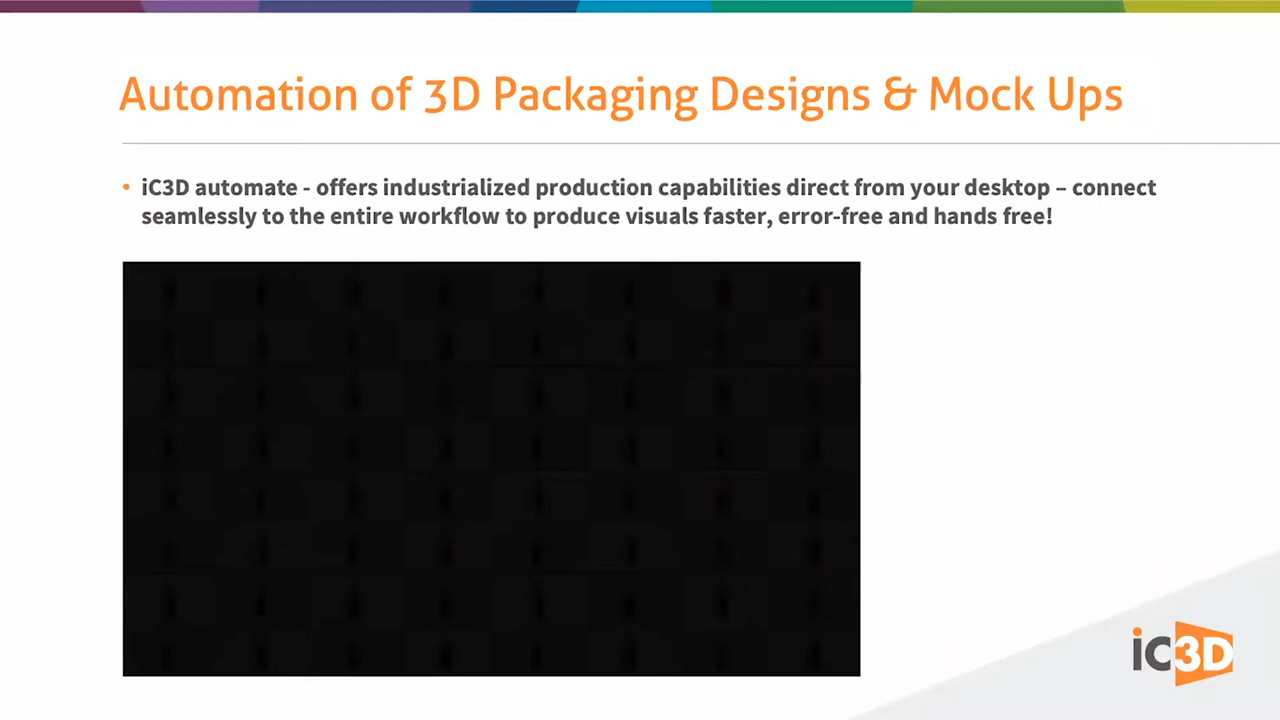 Automation of 3D Packaging Designs & Mock Ups
• iC3D automate - offers industrialized production capabilities direct from your desktop – connect
seamlessly to the entire workflow to produce visuals faster, error-free and hands free!
ic3D